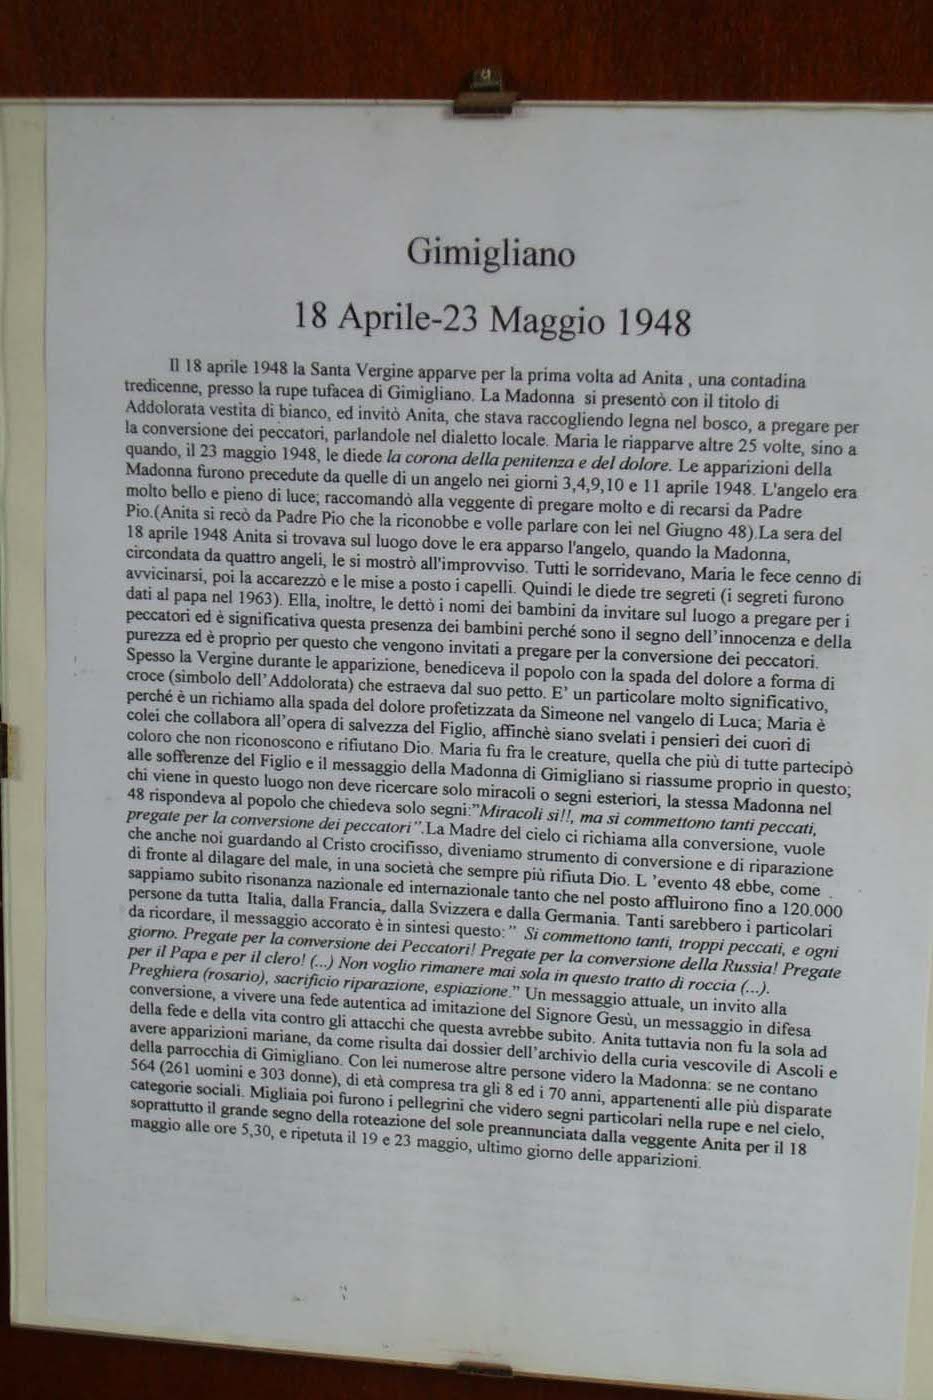 Gimigliano
18 Aprile-23 Maggio 1948
Il 18 aprile 1948 la Santa Vergine apparve per la prima volta ad Anita , una contadina
tredicenne, presso la rupe tufacea di Gimigliano. La Madonna si presentò con il titolo di
Addolorata vestita di bianco, ed invitò Anita, che stava raccogliendo legna nel bosco, a pregare per
la conversione dei peccatori, parlandole nel dialetto locale. Maria le riapparve altre 25 volte, sino a
quando, il 23 maggio 1948, le diede la corona della penitenza e del dolore. Le apparizioni della
Madonna furono precedute da quelle di un angelo nei giorni 3,4,9,10 e 11 aprile 1948. L'angelo era
molto bello e pieno di luce; raccomandò alla veggente di pregare molto e di recarsi da Padre
Pio.(Anita si recò da Padre Pio che la riconobbe e volle parlare con lei nel Giugno 48).La sera del
18 aprile 1948 Anita si trovava sul luogo dove le era apparso l'angelo, quando la Madonna,
circondata da quattro angeli, le si mostrò all'improvviso. Tutti le sorridevano, Maria le fece cenno di
avvicinarsi, poi la accarezzò e le mise a posto i capelli. Quindi le diede tre segreti (i segreti furono
dati al papa nel 1963). Ella, inoltre, le dettò i nomi dei bambini da invitare sul luogo a pregare per i
peccatori ed è significativa questa presenza dei bambini perché sono il segno dell'innocenza e della
purezza ed è proprio per questo che vengono invitati a pregare per la conversione dei peccatori.
Spesso la Vergine durante le apparizione, benediceva il popolo con la spada del dolore a forma di
croce (simbolo dell'Addolorata) che estraeva dal suo petto. E' un particolare molto significativo,
perché è un richiamo alla spada del dolore profetizzata da Simeone nel vangelo di Luca; Maria è
colei che collabora all'opera di salvezza del Figlio, affinchè siano svelati i pensieri dei cuori di
coloro che non riconoscono e rifiutano Dio. Maria fu fra le creature, quella che più di tutte partecipò
alle sofferenze del Figlio e il messaggio della Madonna di Gimigliano si riassume proprio in questo;
chi viene in questo luogo non deve ricercare solo miracoli o segni esteriori, la stessa Madonna nel
48 rispondeva al popolo che chiedeva solo segni:"Miracoli sì!!, ma si commettono tanti peccati,
pregate per la conversione dei peccatori".La Madre del cielo ci richiama alla conversione, vuole
che anche noi guardando al Cristo crocifisso, diveniamo strumento di conversione e di riparazione
di fronte al dilagare del male, in una società che sempre più rifiuta Dio. L 'evento 48 ebbe, come
sappiamo subito risonanza nazionale ed internazionale tanto che nel posto affluirono fino a 120.000
persone da tutta Italia, dalla Francia, dalla Svizzera e dalla Germania. Tanti sarebbero i particolari
da ricordare, il messaggio accorato è in sintesi questo:" Si commettono tanti, troppi peccati, e ogni
giorno. Pregate per la conversione dei Peccatori! Pregate per la conversione della Russia! Pregate
per il Papa e per il clero! (...) Non voglio rimanere mai sola in questo tratto di roccia (...).
Preghiera (rosario), sacrificio riparazione, espiazione." Un messaggio attuale, un invito alla
conversione, a vivere una fede autentica ad imitazione del Signore Gesù, un messaggio in difesa
della fede e della vita contro gli attacchi che questa avrebbe subito. Anita tuttavia non fu la sola ad
avere apparizioni mariane, da come risulta dai dossier dell'archivio della curia vescovile di Ascoli e
della parrocchia di Gimigliano. Con lei numerose altre persone videro la Madonna: se ne contano
564 (261 uomini e 303 donne), di età compresa tra gli 8 ed i 70 anni, appartenenti alle più disparate
categorie sociali. Migliaia poi furono i pellegrini che videro segni particolari nella rupe e nel cielo,
soprattutto il grande segno della roteazione del sole preannunciata dalla veggente Anita per il 18
maggio alle ore 5,30, e ripetuta il 19 e 23 maggio, ultimo giorno delle apparizioni.